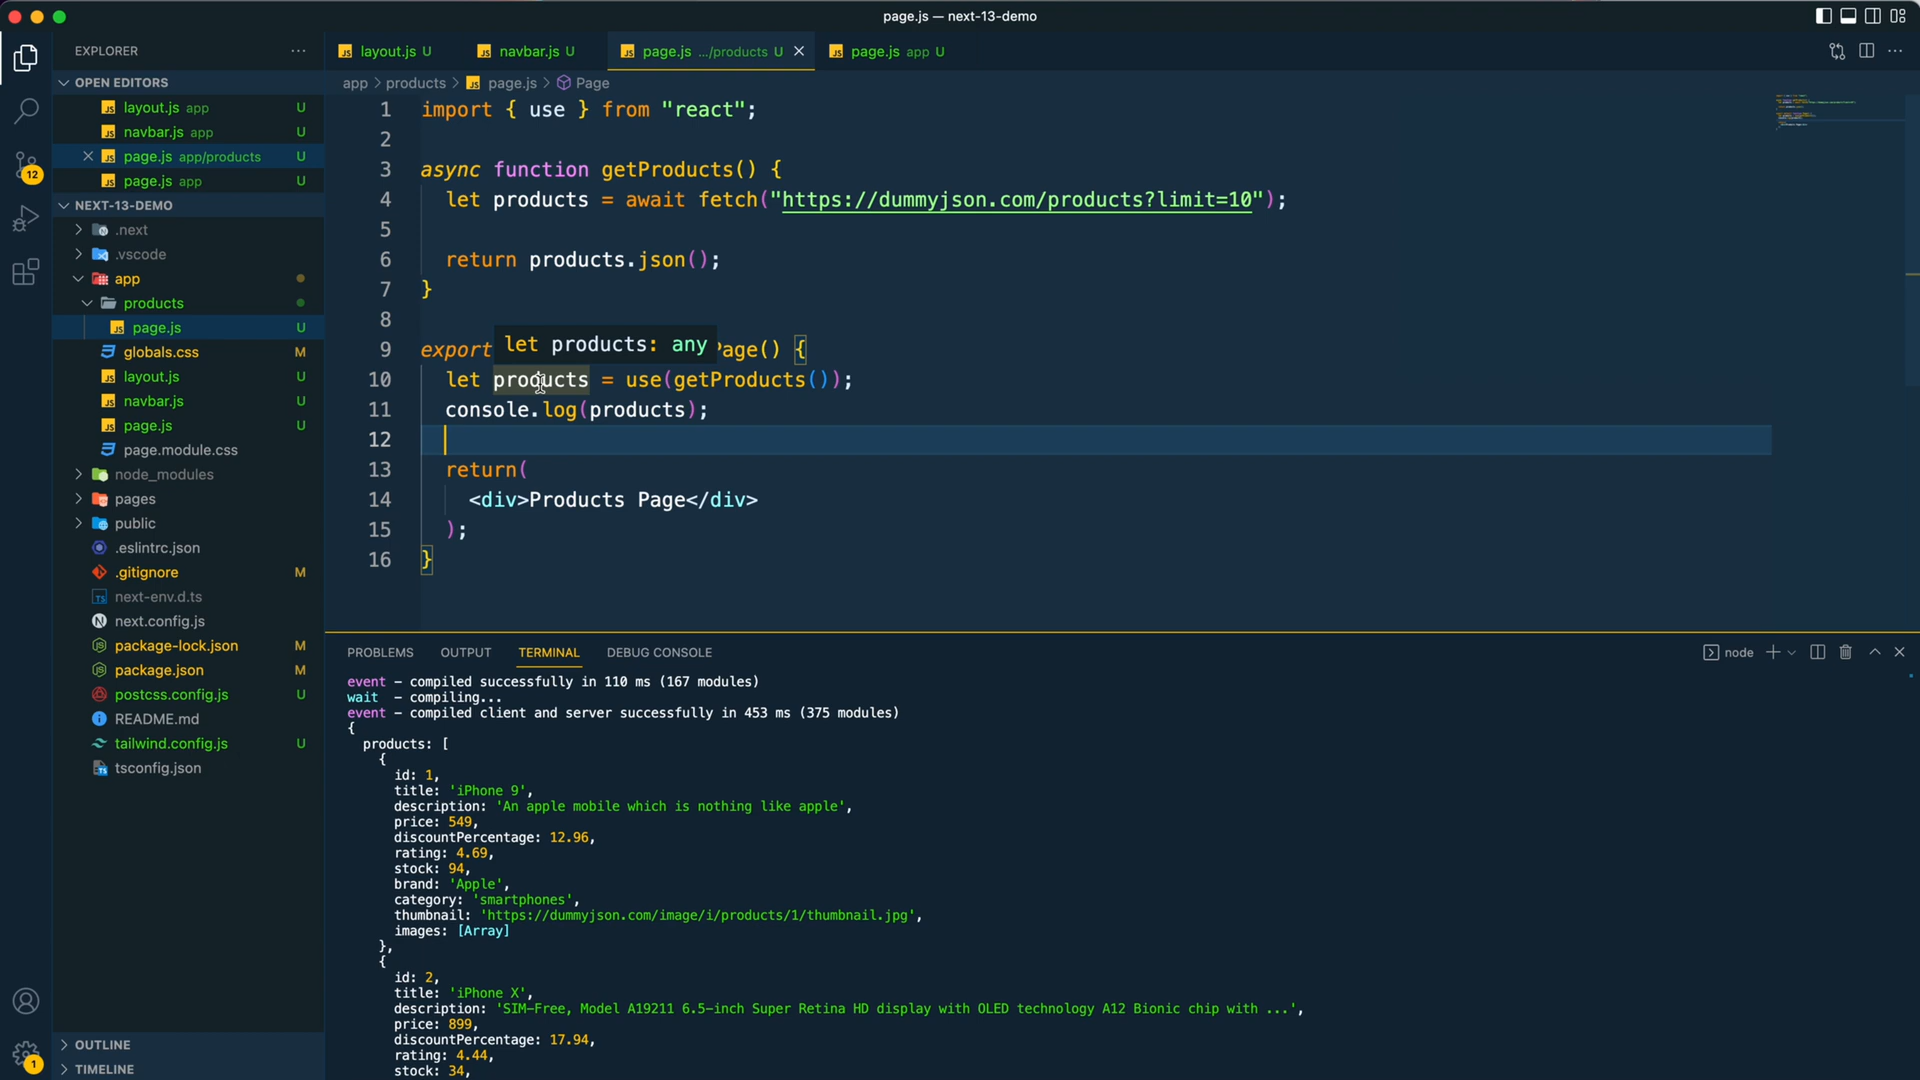 page.js — next-13-demo
EXPLORER
OPEN EDITORS
layout.js app U
navbar.js app U
page.js app/products U
page.js app U
NEXT-13-DEMO
.next
.vscode
app
products
page.js U
globals.css M
layout.js U
navbar.js U
page.js U
page.module.css
node_modules
pages
public
.eslintrc.json
.gitignore M
next-env.d.ts
next.config.js
package-lock.json M
package.json M
postcss.config.js U
README.md
tailwind.config.js U
tsconfig.json
OUTLINE
TIMELINE
12
1
layout.js U navbar.js U page.js .../products U page.js app U
app > products > page.js > Page
1 import { use } from "react";
2
3 async function getProducts() {
4 let products = await fetch("https://dummyjson.com/products?limit=10");
5
6 return products.json();
7 }
8
let products: any
9 export Page() {
10 let products = use(getProducts());
11 console.log(products);
12
13 return(
14 <div>Products Page</div>
15 );
16 }
PROBLEMS OUTPUT TERMINAL DEBUG CONSOLE node
event - compiled successfully in 110 ms (167 modules)
wait - compiling...
event - compiled client and server successfully in 453 ms (375 modules)
{
products: [
{
id: 1,
title: 'iPhone 9',
description: 'An apple mobile which is nothing like apple',
price: 549,
discountPercentage: 12.96,
rating: 4.69,
stock: 94,
brand: 'Apple',
category: 'smartphones',
thumbnail: 'https://dummyjson.com/image/i/products/1/thumbnail.jpg',
images: [Array]
},
{
id: 2,
title: 'iPhone X',
description: 'SIM-Free, Model A19211 6.5-inch Super Retina HD display with OLED technology A12 Bionic chip with ...',
price: 899,
discountPercentage: 17.94,
rating: 4.44,
stock: 34,